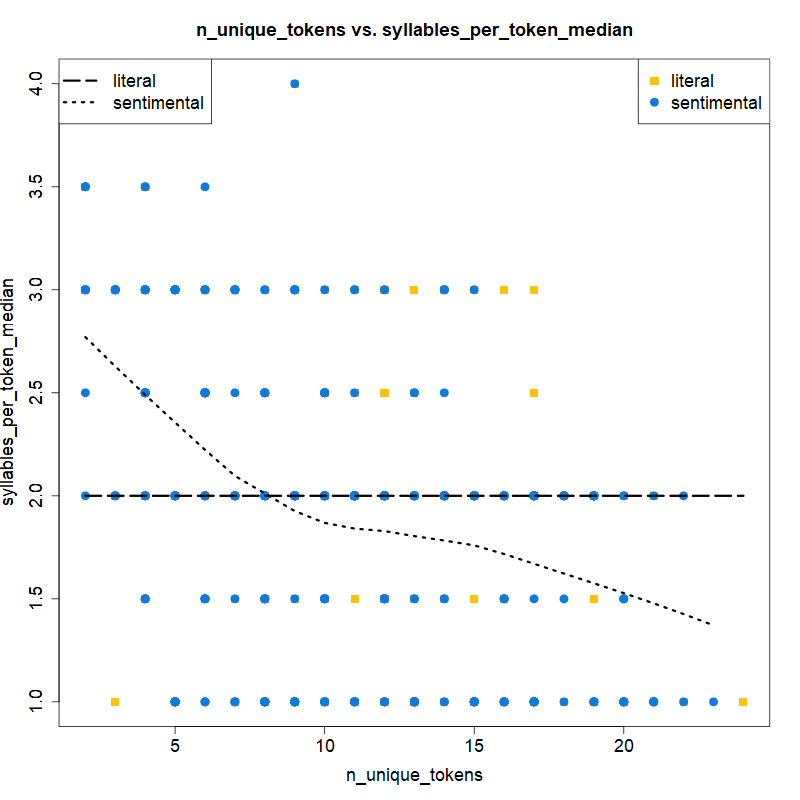 n_unique_tokens vs. syllables_per_token_median
literal
sentimental
literal
sentimental
syllables_per_token_median
4.0
3.5
3.0
2.5
2.0
1.5
1.0
5 10 15 20
n_unique_tokens